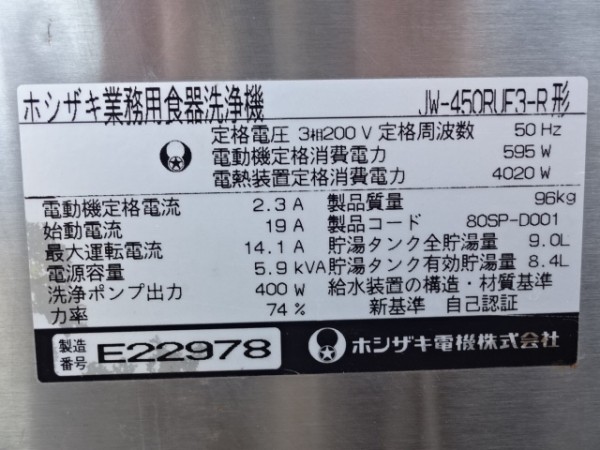 ホシザキ業務用食器洗浄機 JW-450RUF3-R 形
定格電圧 3相200 V 定格周波数 50 Hz
電動機定格消費電力 595 W
電熱装置定格消費電力 4020 W
電動機定格電流 2.3 A 製品質量 96kg
始動電流 19 A 製品コード 80SP-D001
最大運転電流 14.1 A 貯湯タンク全貯湯量 9.0L
電源容量 5.9 kVA 貯湯タンク有効貯湯量 8.4L
洗浄ポンプ出力 400 W 給水装置の構造・材質基準
力率 74 % 新基準 自己認証
製造番号 E22978 ホシザキ電機株式会社